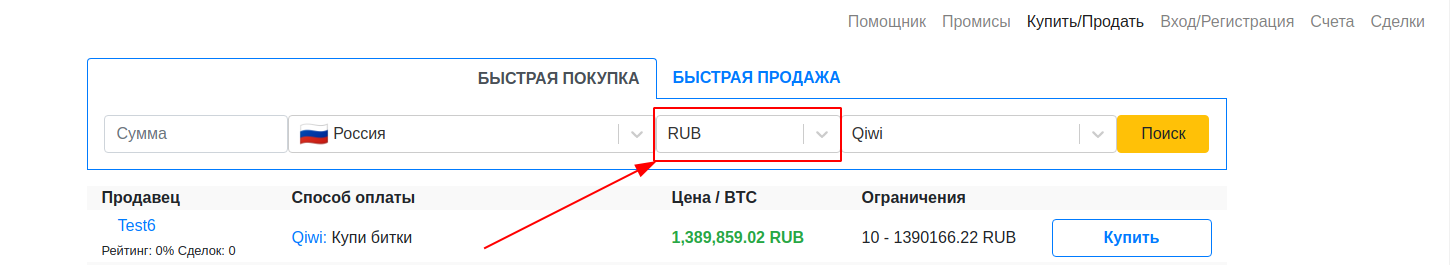 Помощник Промисы Купить/Продать Вход/Регистрация Счета Сделки
БЫСТРАЯ ПОКУПКА БЫСТРАЯ ПРОДАЖА
Сумма Россия RUB Qiwi Поиск
Продавец Способ оплаты Цена / BTC Ограничения
Test6
Qiwi: Купи битки 1,389,859.02 RUB 10 - 1390166.22 RUB Купить
Рейтинг: 0% Сделок: 0